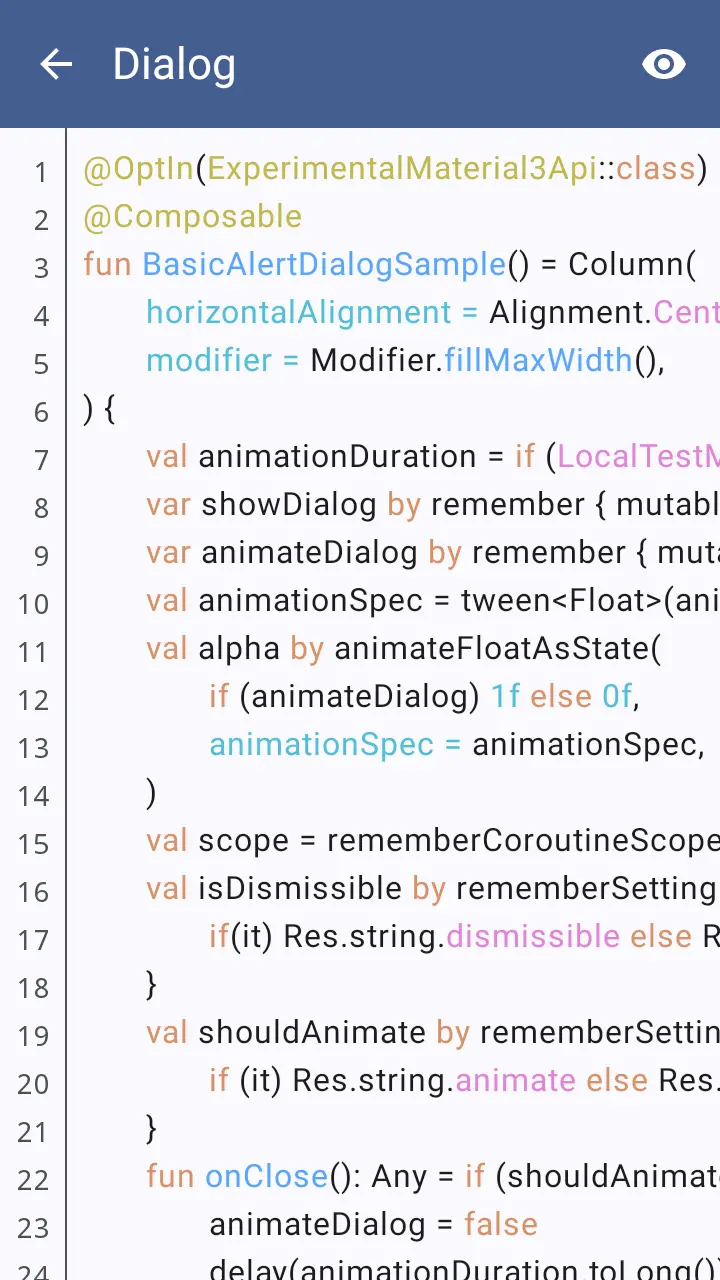 Dialog
1 @OptIn(ExperimentalMaterial3Api::class)
2 @Composable
3 fun BasicAlertDialogSample() = Column(
4 horizontalAlignment = Alignment.Cent
5 modifier = Modifier.fillMaxWidth(),
6 ) {
7 val animationDuration = if (LocalTestM
8 var showDialog by remember { mutabl
9 var animateDialog by remember { muta
10 val animationSpec = tween<Float>(ani
11 val alpha by animateFloatAsState(
12 if (animateDialog) 1f else 0f,
13 animationSpec = animationSpec,
14 )
15 val scope = rememberCoroutineScope
16 val isDismissible by rememberSetting
17 if(it) Res.string.dismissible else R
18 }
19 val shouldAnimate by rememberSettin
20 if (it) Res.string.animate else Res.
21 }
22 fun onClose(): Any = if (shouldAnimat
23 animateDialog = false
24 delay(animationDuration.toLong())